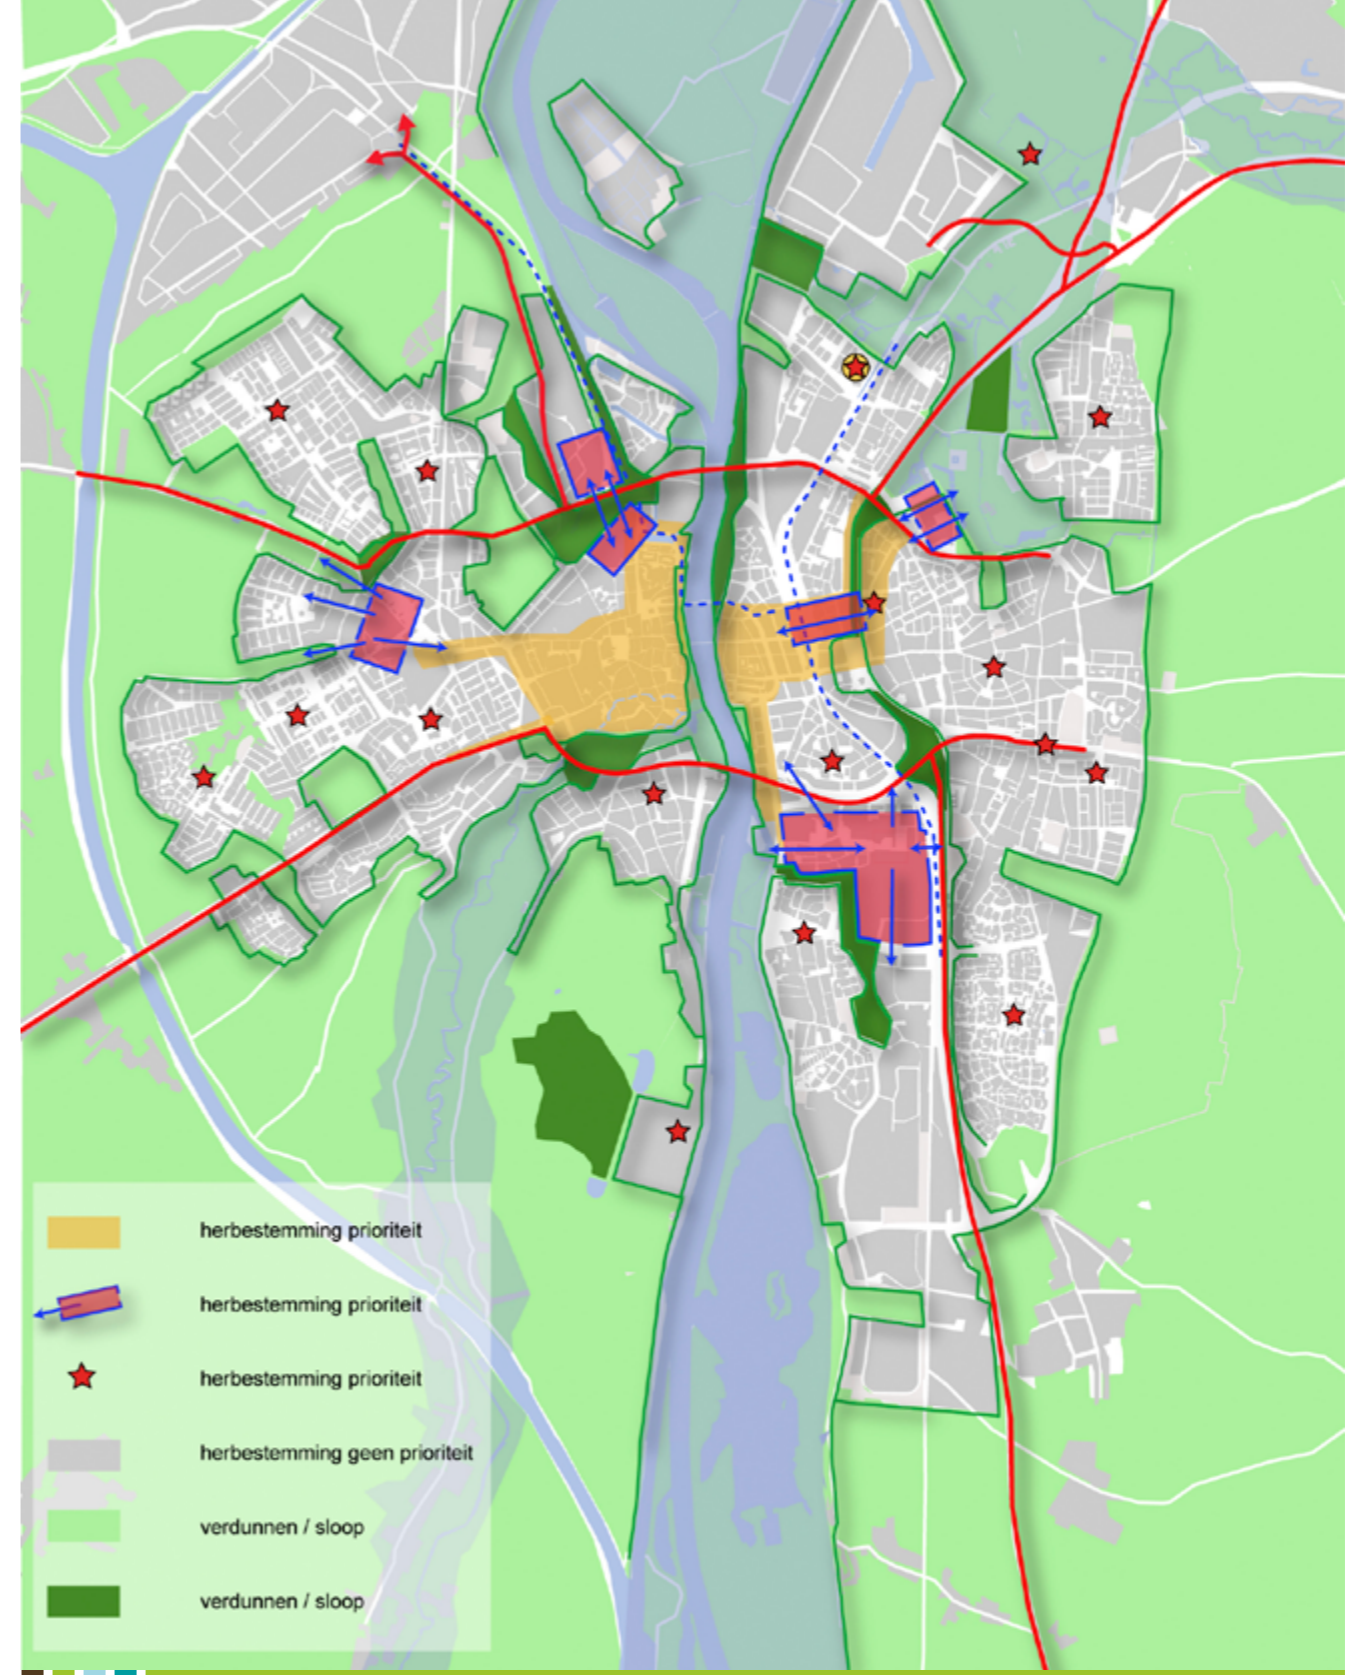 herbestemming prioriteit
herbestemming prioriteit
herbestemming prioriteit
herbestemming geen prioriteit
verdunnen / sloop
verdunnen / sloop